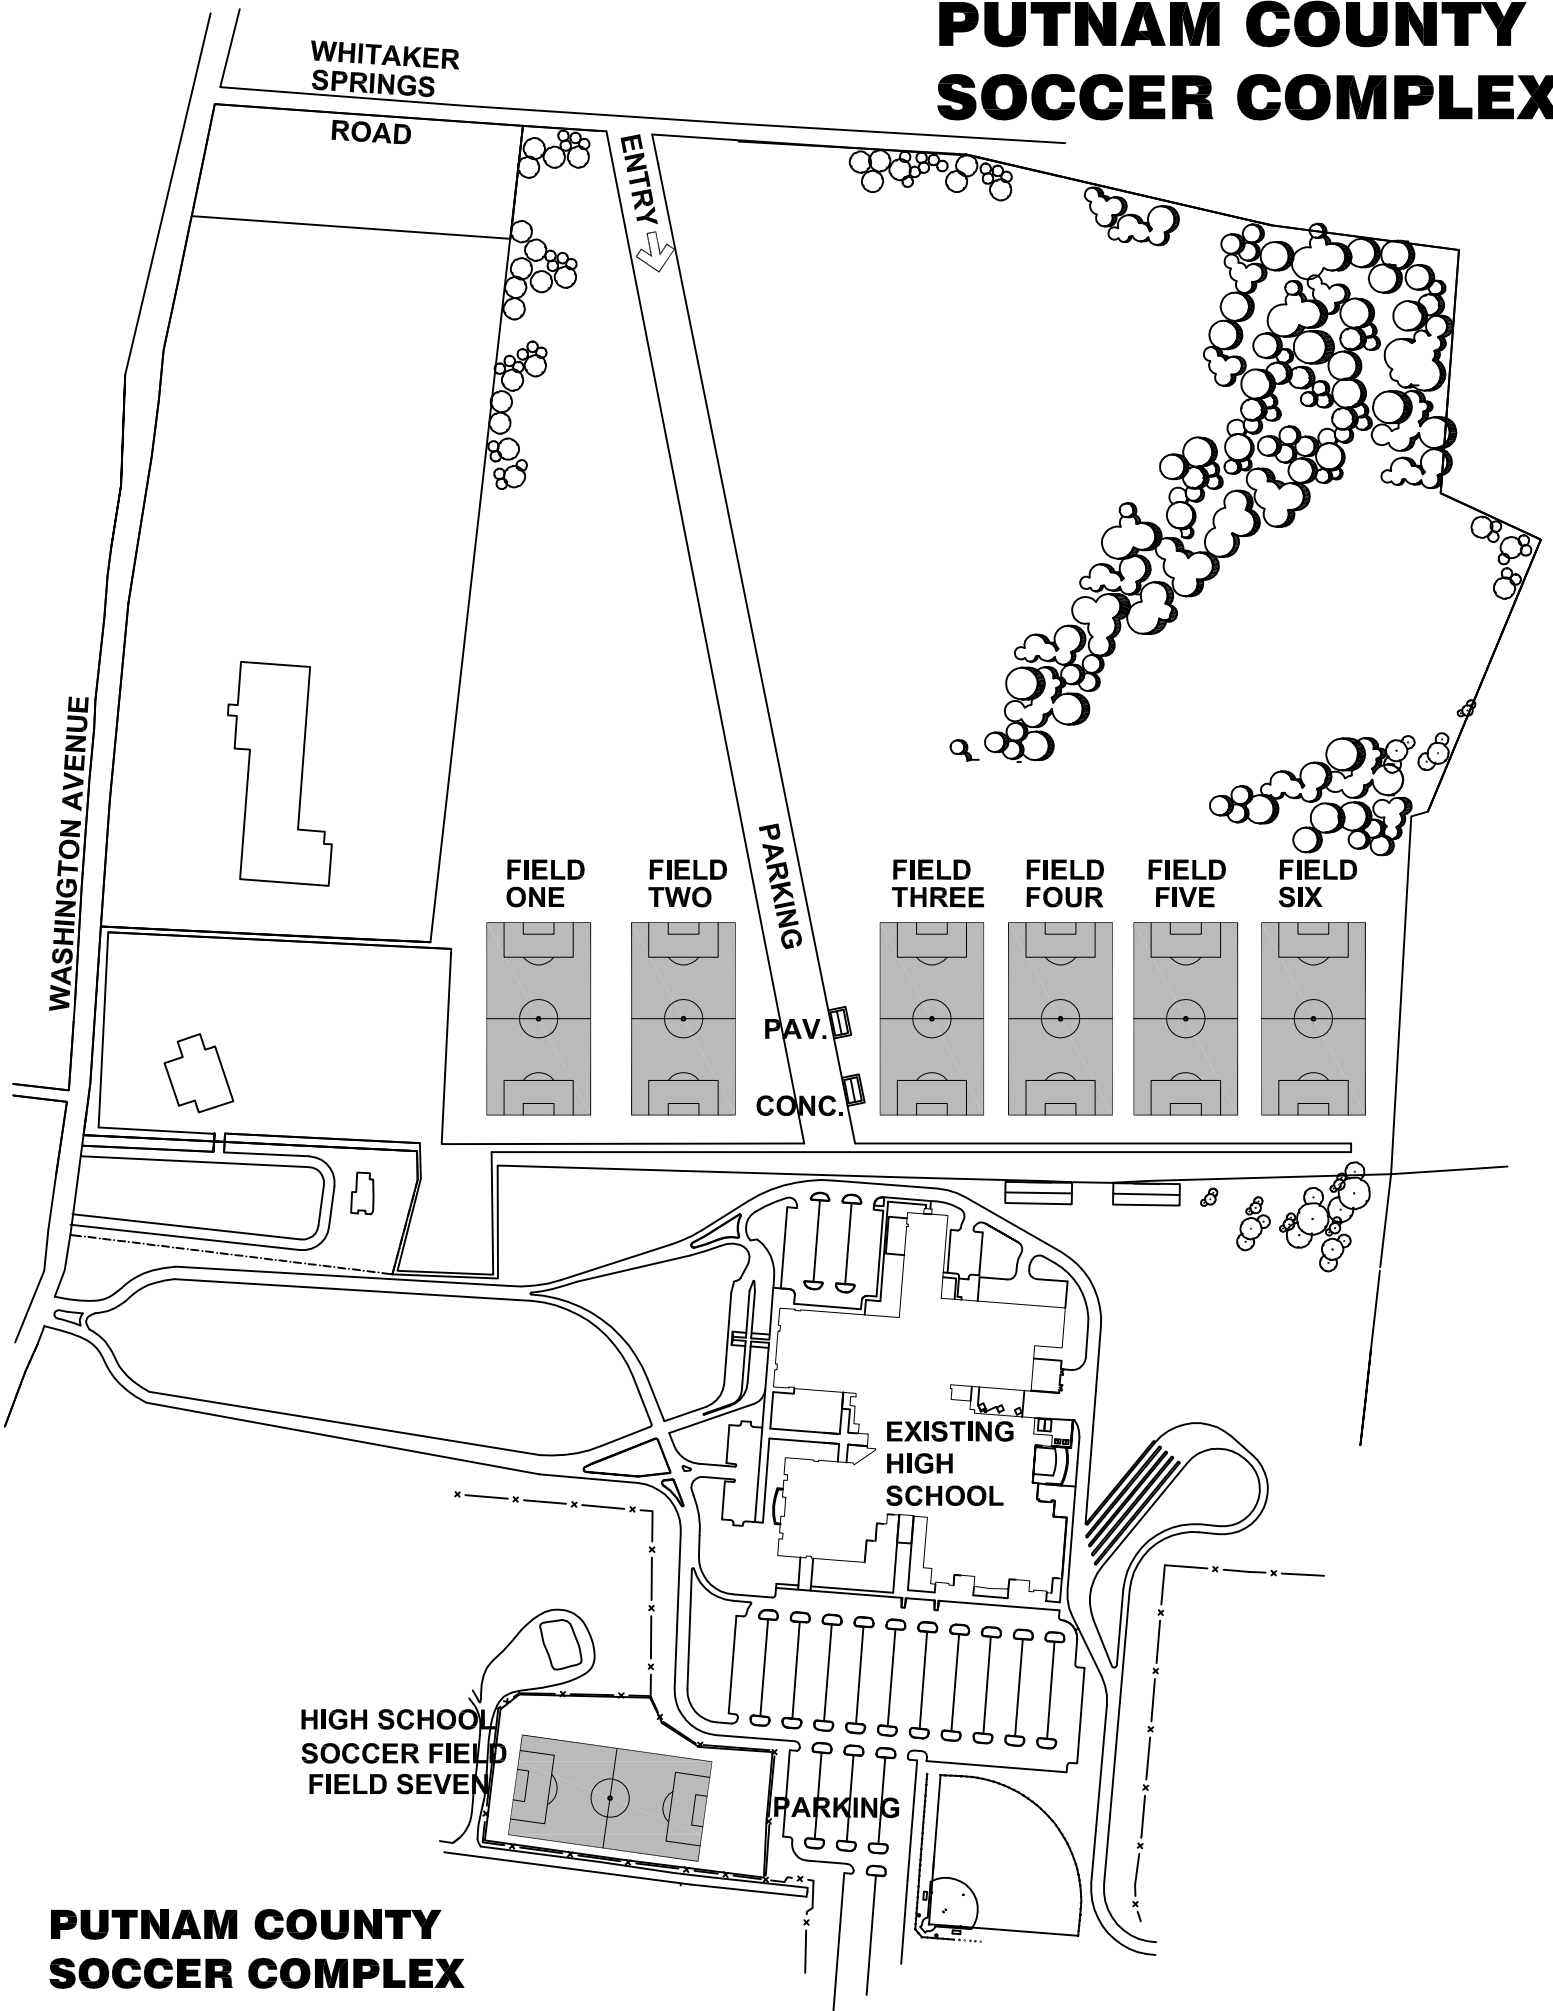 PUTNAM COUNTY
SOCCER COMPLEX
WHITAKER
SPRINGS
ROAD
ENTRY
WASHINGTON AVENUE
PARKING
FIELD
ONE
FIELD
TWO
FIELD
THREE
FIELD
FOUR
FIELD
FIVE
FIELD
SIX
PAV.
CONC.
EXISTING
HIGH
SCHOOL
HIGH SCHOOL
SOCCER FIELD
FIELD SEVEN
PARKING
PUTNAM COUNTY
SOCCER COMPLEX